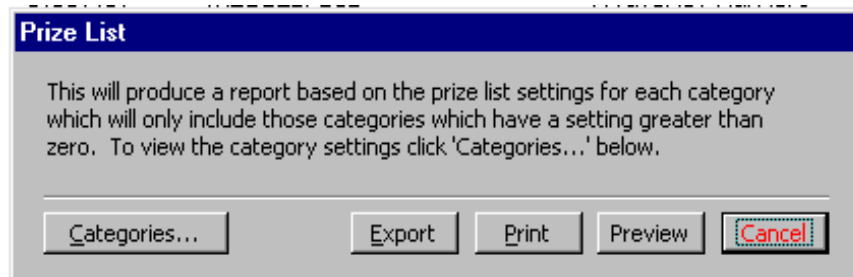 Prize List
This will produce a report based on the prize list settings for each category
which will only include those categories which have a setting greater than
zero. To view the category settings click 'Categories...' below.
Categories... Export Print Preview Cancel